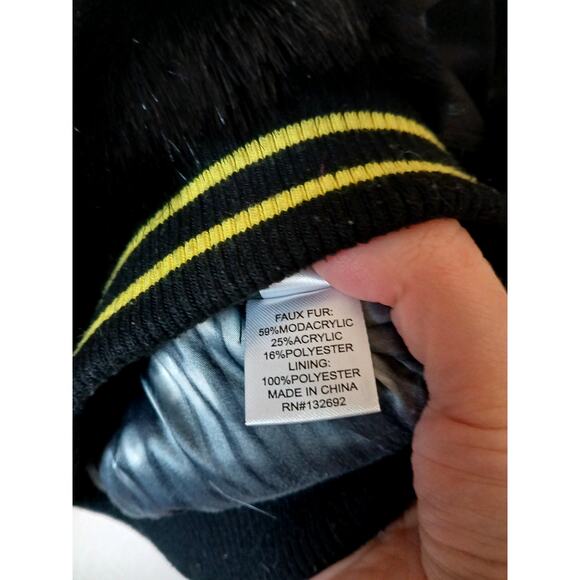 FAUX FUR:
59%MODACRYLIC
25%ACRYLIC
16%POLYESTER
LINING:
100%POLYESTER
MADE IN CHINA
RN#132692